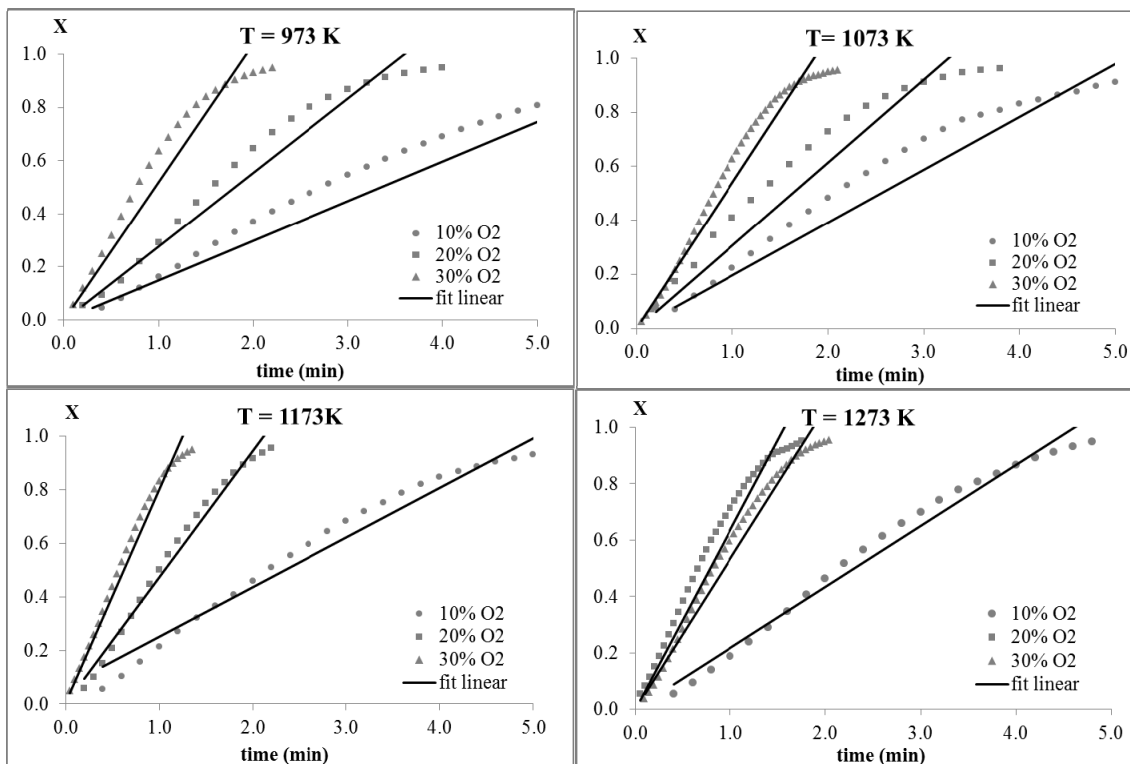 X
T = 973 K
1.0
0.8
0.6
0.4
0.2
0.0
10% O2
20% O2
30% O2
fit linear
0.0 1.0 2.0 3.0 4.0 5.0
time (min)
X
T= 1073 K
1.0
0.8
0.6
0.4
0.2
0.0
10% O2
20% O2
30% O2
fit linear
0.0 1.0 2.0 3.0 4.0 5.0
time (min)
X
T = 1173K
1.0
0.8
0.6
0.4
0.2
0.0
10% O2
20% O2
30% O2
fit linear
0.0 1.0 2.0 3.0 4.0 5.0
time (min)
X
T = 1273 K
1.0
0.8
0.6
0.4
0.2
0.0
10% O2
20% O2
30% O2
fit linear
0.0 1.0 2.0 3.0 4.0 5.0
time (min)